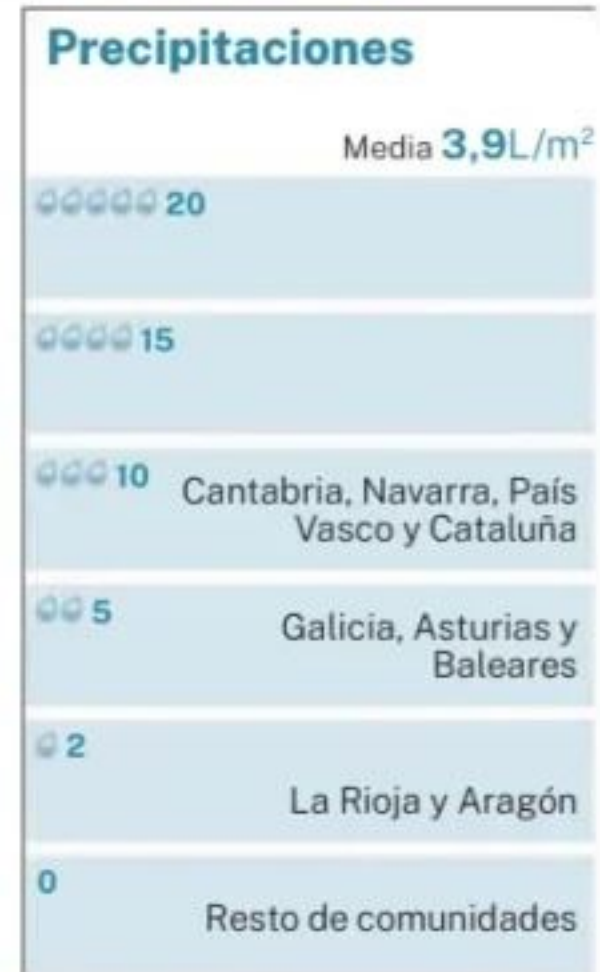 Precipitaciones
Media 3,9L/m²
20
15
10
Cantabria, Navarra, País
Vasco y Cataluña
5
Galicia, Asturias y
Baleares
2
La Rioja y Aragón
0
Resto de comunidades